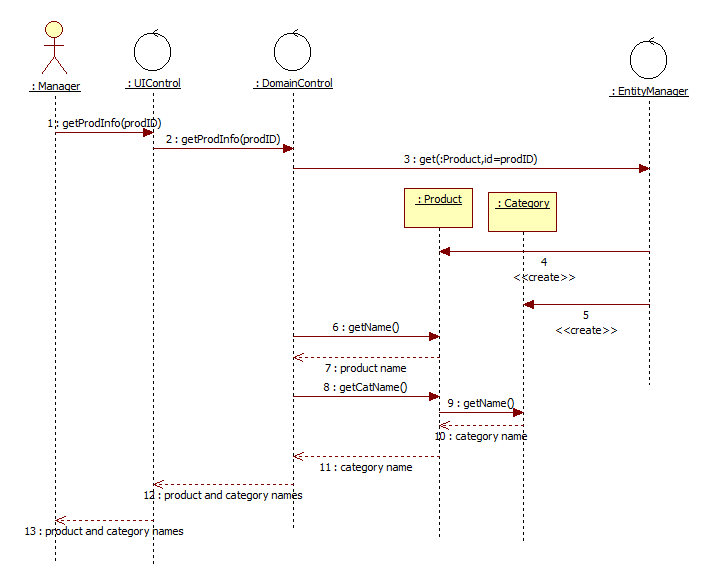 : Manager
: UIControl
: DomainControl
: EntityManager
1 : getProdInfo(prodID)
2 : getProdInfo(prodID)
3 : get(:Product,id=prodID)
: Product
: Category
4
<<create>>
5
<<create>>
6 : getName()
7 : product name
8 : getCatName()
9 : getName()
10 : category name
11 : category name
12 : product and category names
13 : product and category names